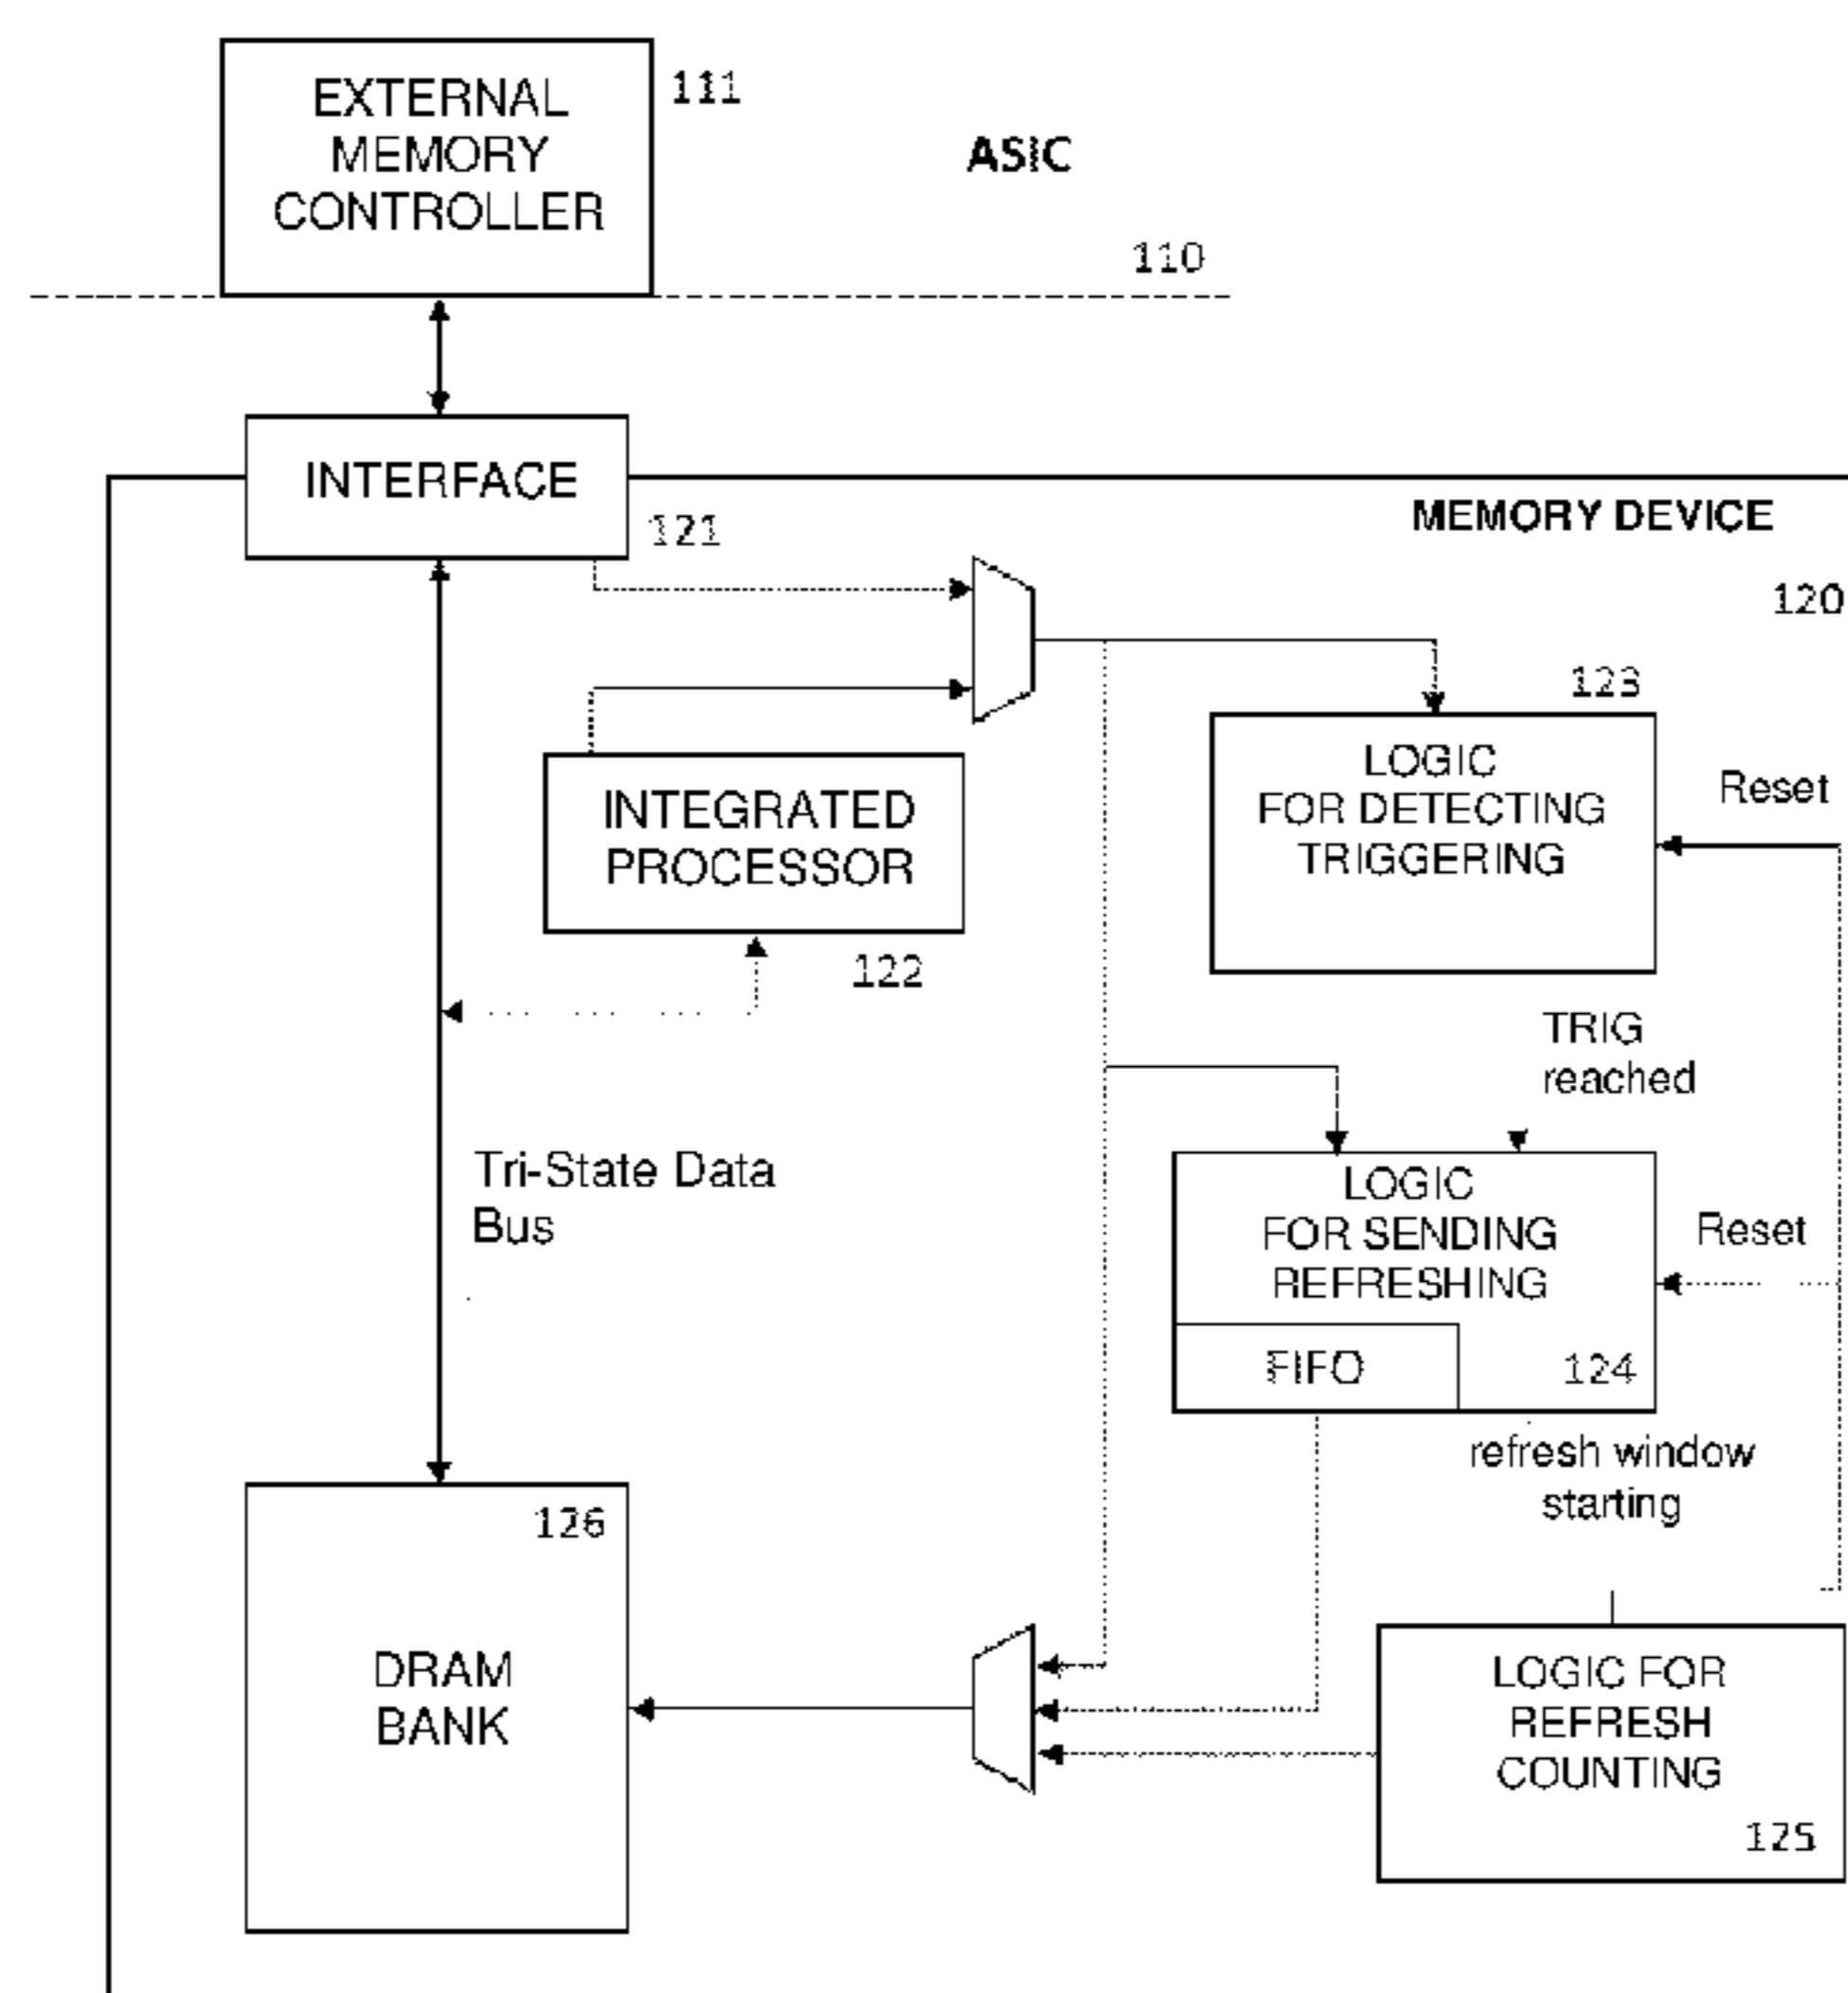 EXTERNAL
MEMORY
CONTROLLER
111
ASIC
110
INTERFACE
121
MEMORY DEVICE
120
123
LOGIC
FOR DETECTING
TRIGGERING
Reset
INTEGRATED
PROCESSOR
122
TRIG
reached
Tri-State Data
Bus
LOGIC
FOR SENDING
REFRESHING
Reset
FIFO
124
refresh window
starting
126
DRAM
BANK
LOGIC FOR
REFRESH
COUNTING
125